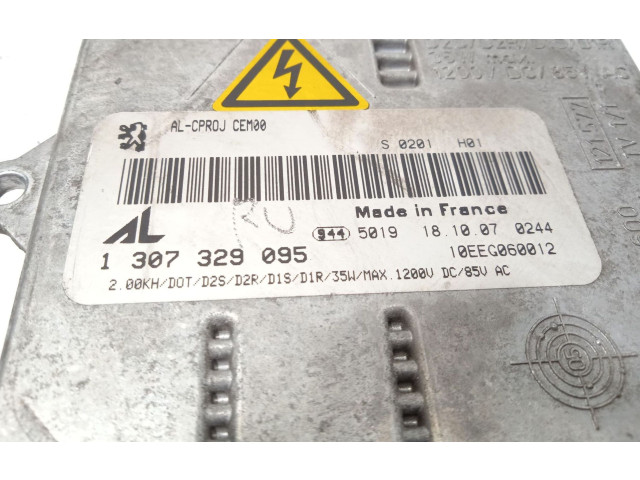 AL-CPROJ CEM00
S 0201 H01
AL
Made in France
944 5019 18.10.07 0244
1 307 329 095
10EEG060012
2.00KH/DOT/D2S/D2R/D1S/D1R/35W/MAX.1200V DC/85V AC